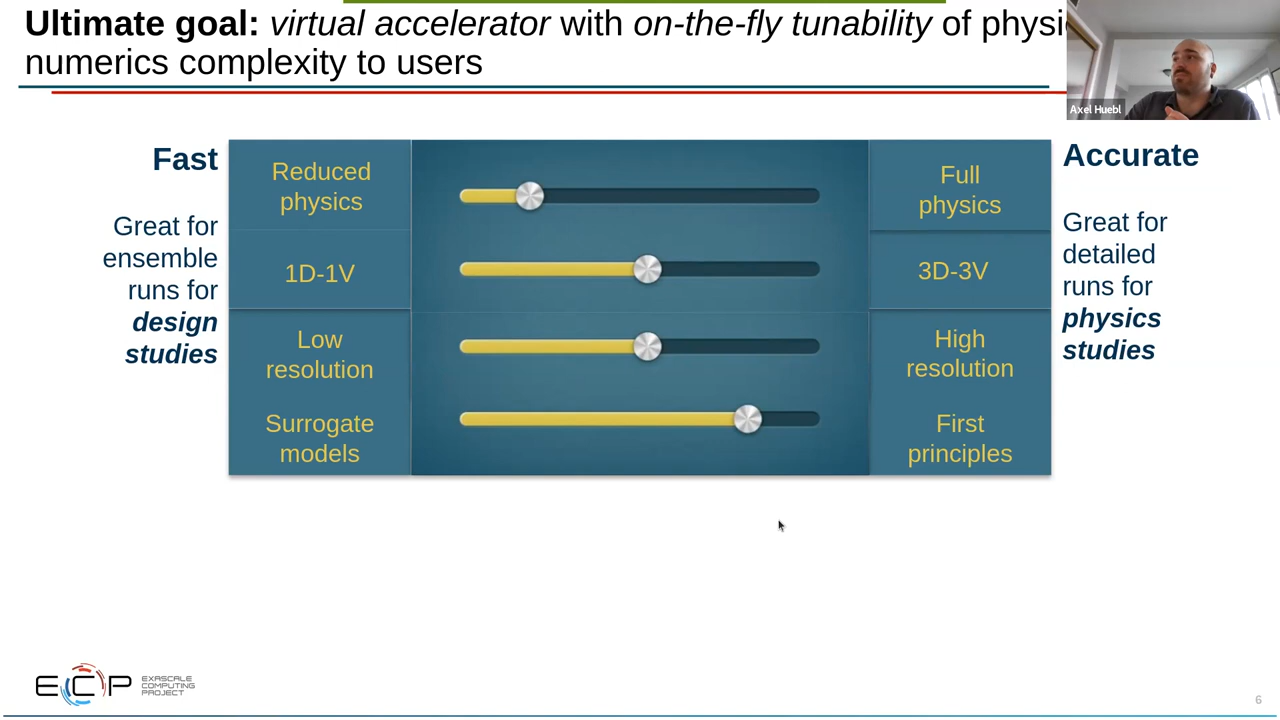 Ultimate goal: virtual accelerator with on-the-fly tunability of
numerics complexity to users
Axel Huebl
Fast
Great for
ensemble
runs for
design
studies
Reduced
physics
1D-1V
Low
resolution
Surrogate
models
Full
physics
3D-3V
High
resolution
First
principles
Accurate
Great for
detailed
runs for
physics
studies
ECP
EXASCALE
COMPUTING
PROJECT
6